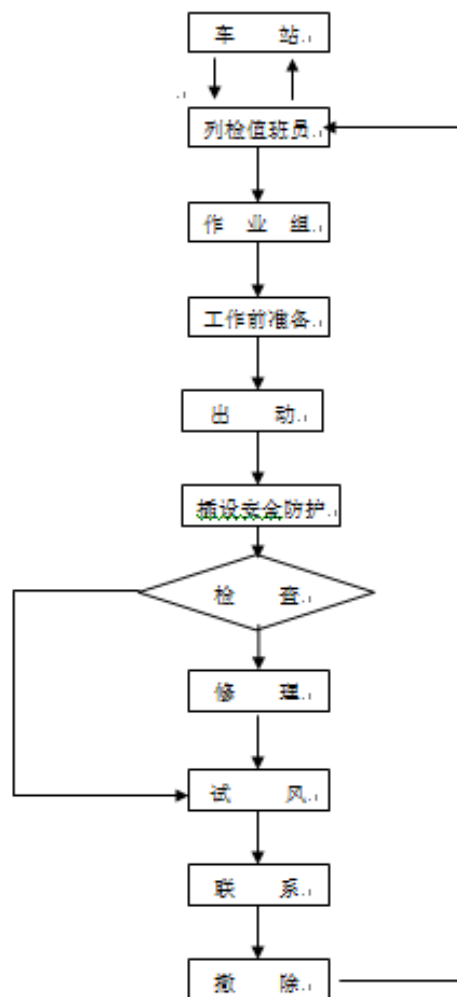 车 站
列检值班员
作 业 组
工作前准备
出 动
插设安全防护
检 查
修 理
试 风
联 系
撤 除